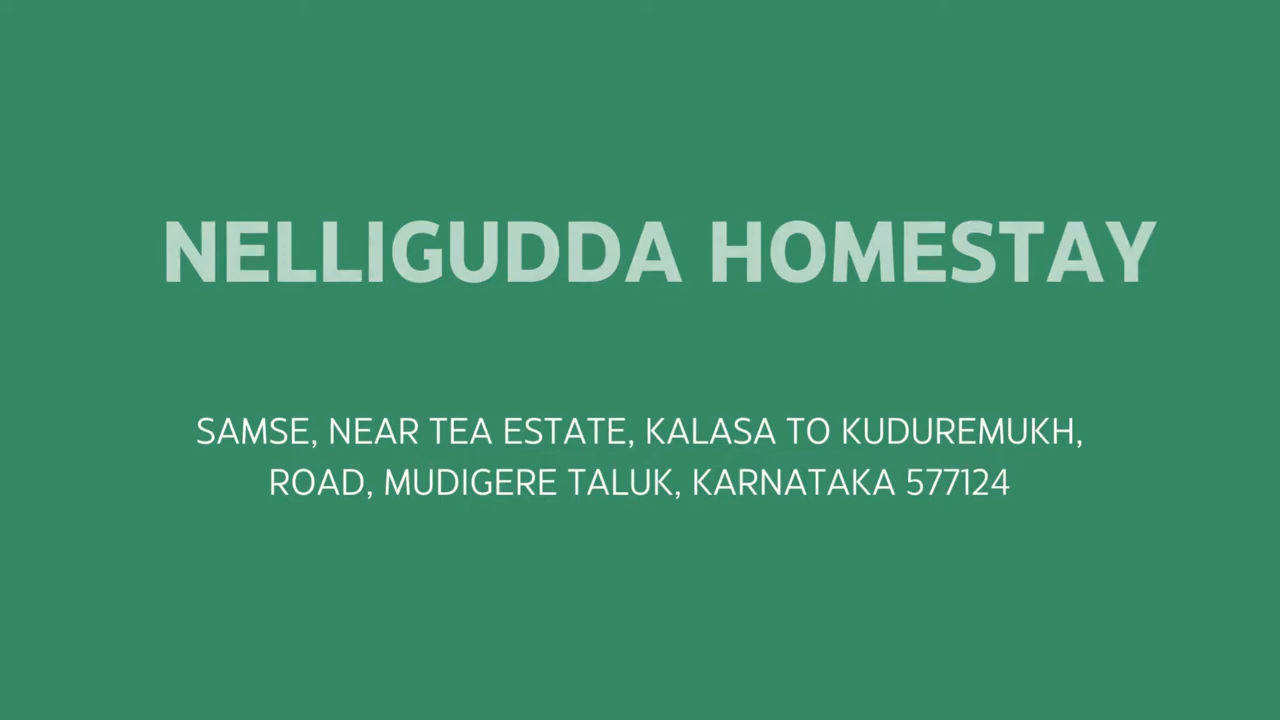 NELLIGUDDA HOMESTAY
SAMSE, NEAR TEA ESTATE, KALASA TO KUDUREMUKH,
ROAD, MUDIGERE TALUK, KARNATAKA 577124